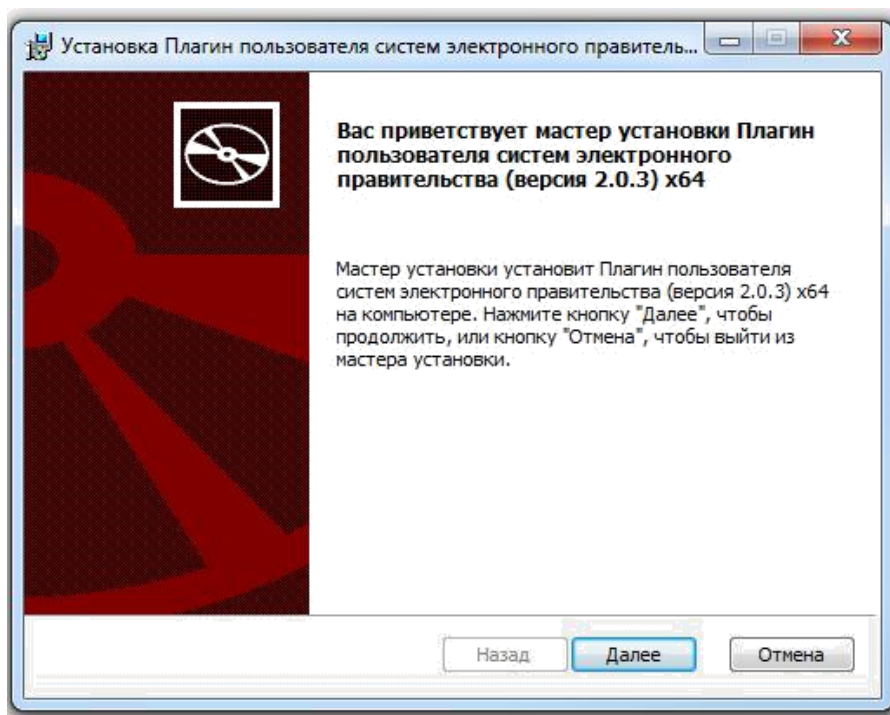 Установка Плагин пользователя систем электронного правитель...
Вас приветствует мастер установки Плагин
пользователя систем электронного
правительства (версия 2.0.3) x64
Мастер установки установит Плагин пользователя
систем электронного правительства (версия 2.0.3) x64
на компьютере. Нажмите кнопку "Далее", чтобы
продолжить, или кнопку "Отмена", чтобы выйти из
мастера установки.
Назад
Далее
Отмена